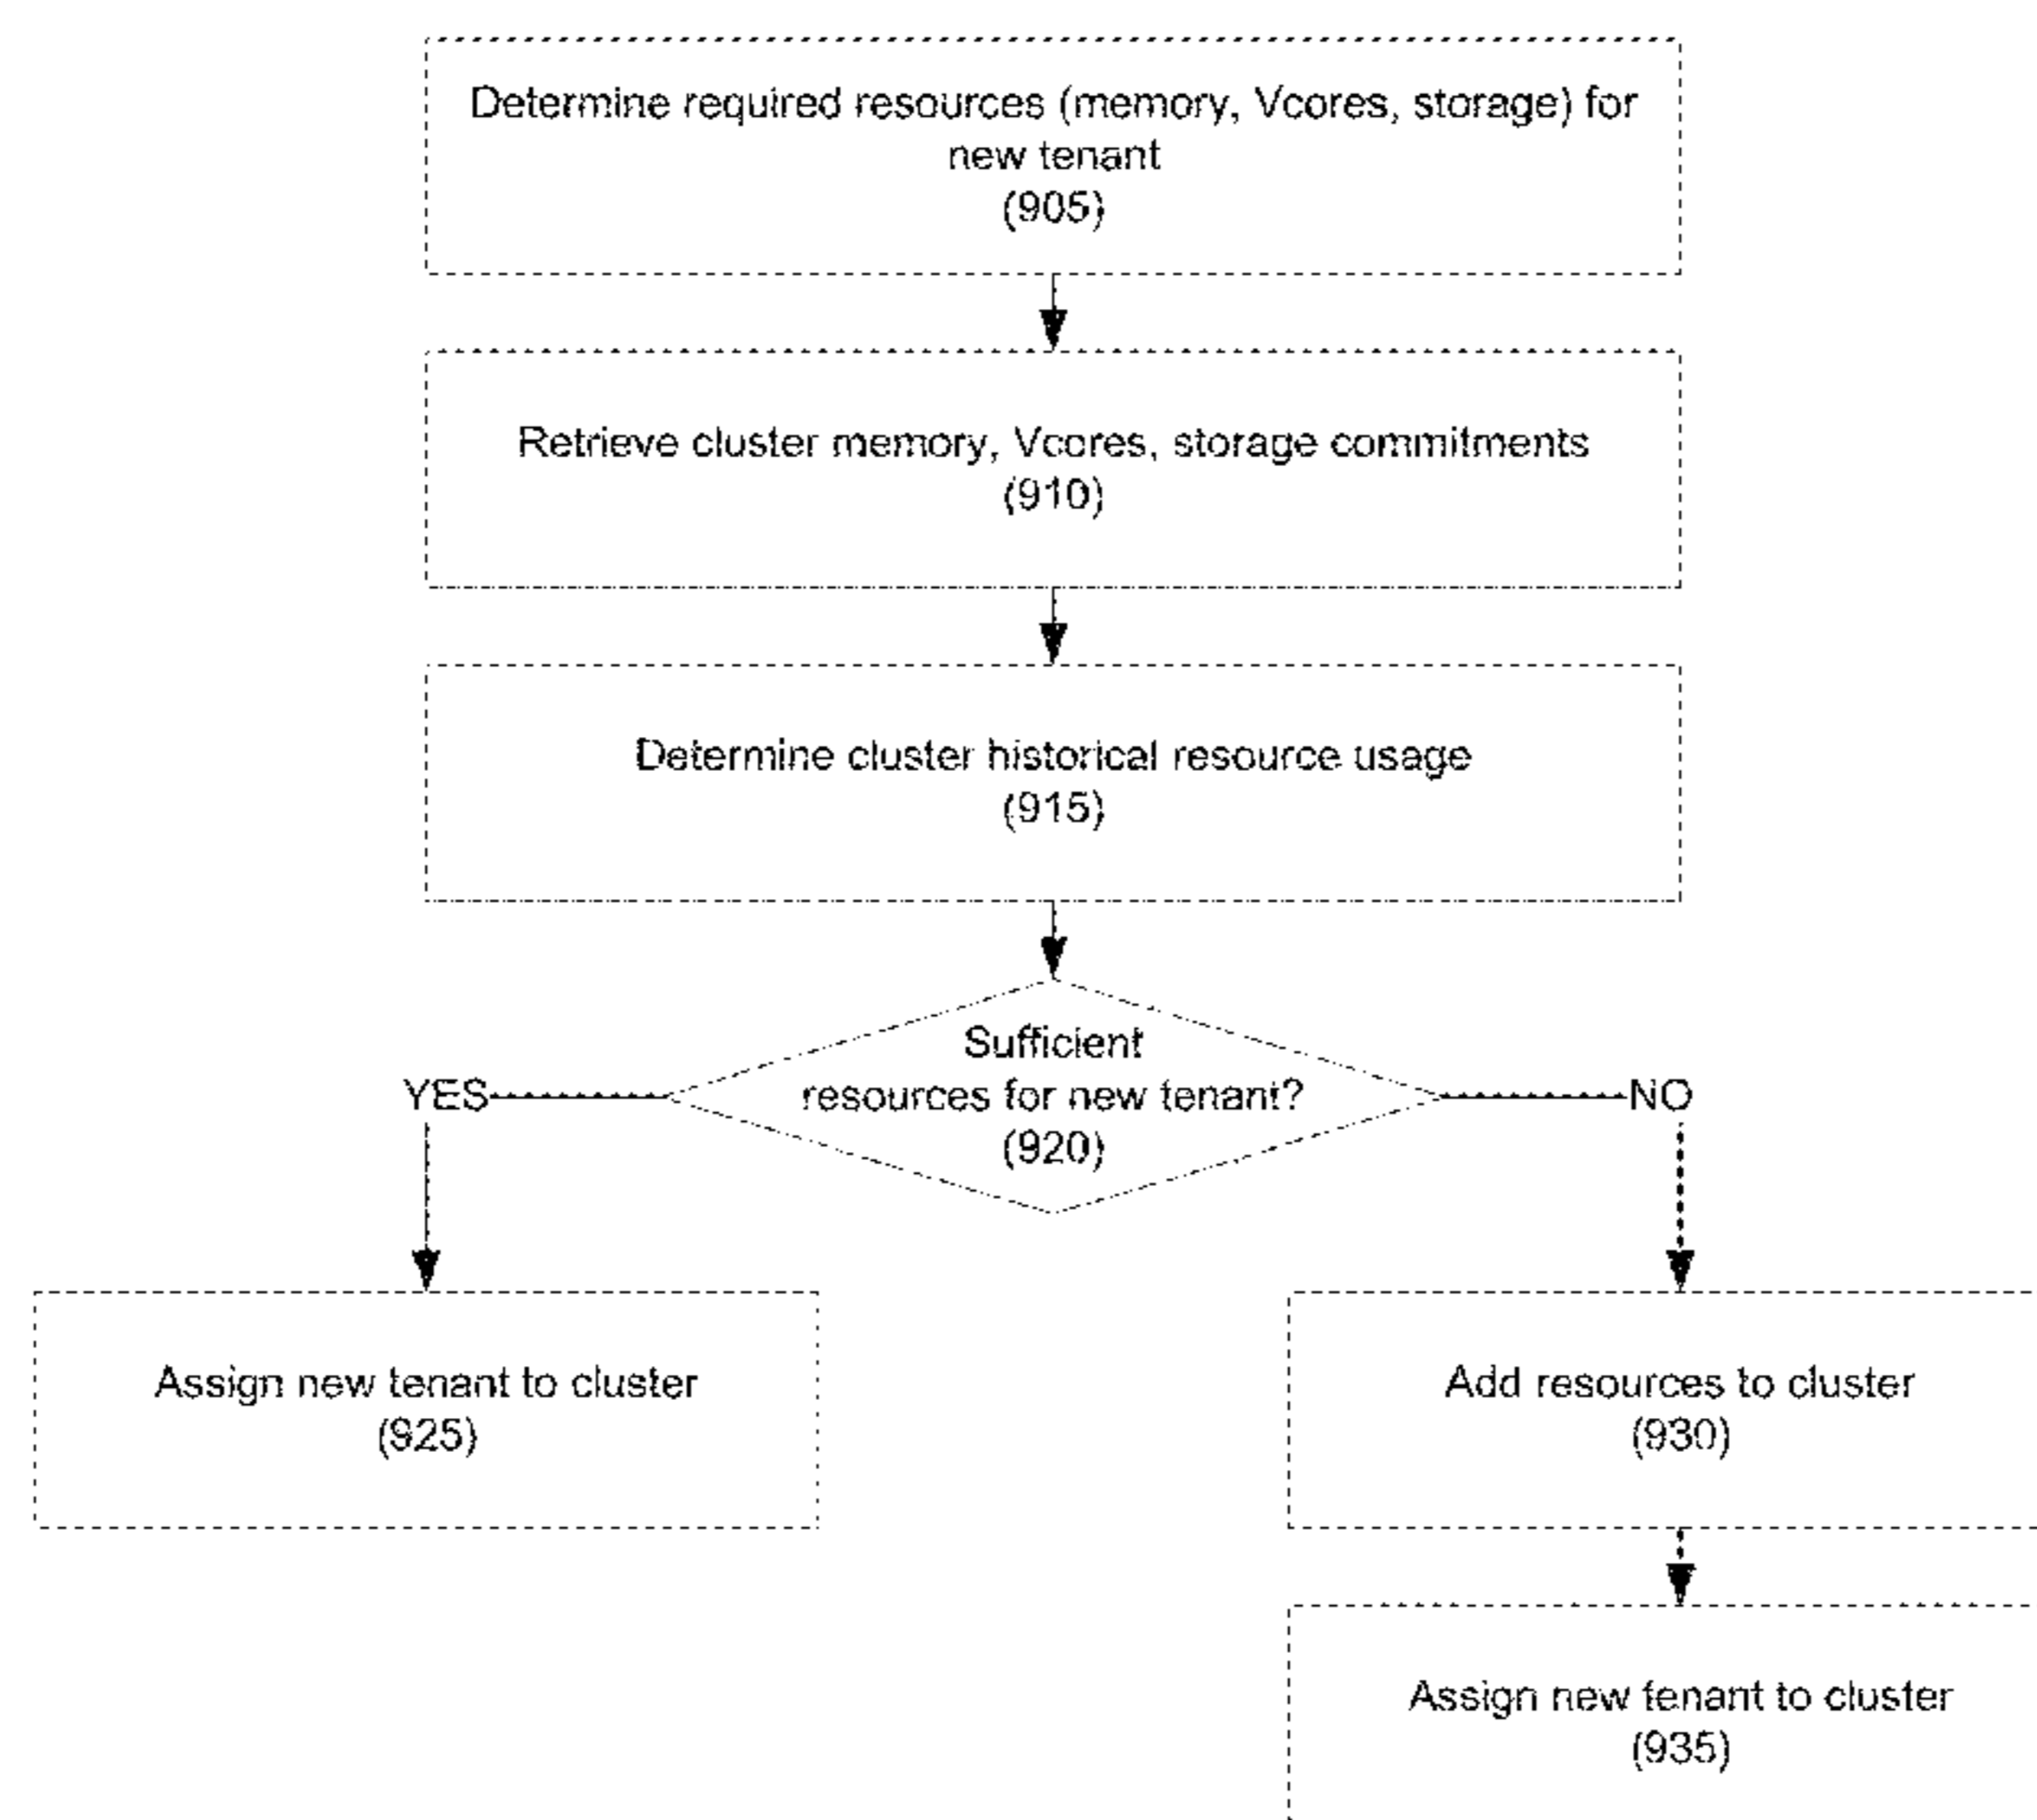 Determine required resources (memory, Vcores, storage) for
new tenant
(905)
Retrieve cluster memory, Vcores, storage commitments
(910)
Determine cluster historical resource usage
(915)
Sufficient
resources for new tenant?
(920)
YES
NO
Assign new tenant to cluster
(925)
Add resources to cluster
(930)
Assign new tenant to cluster
(935)